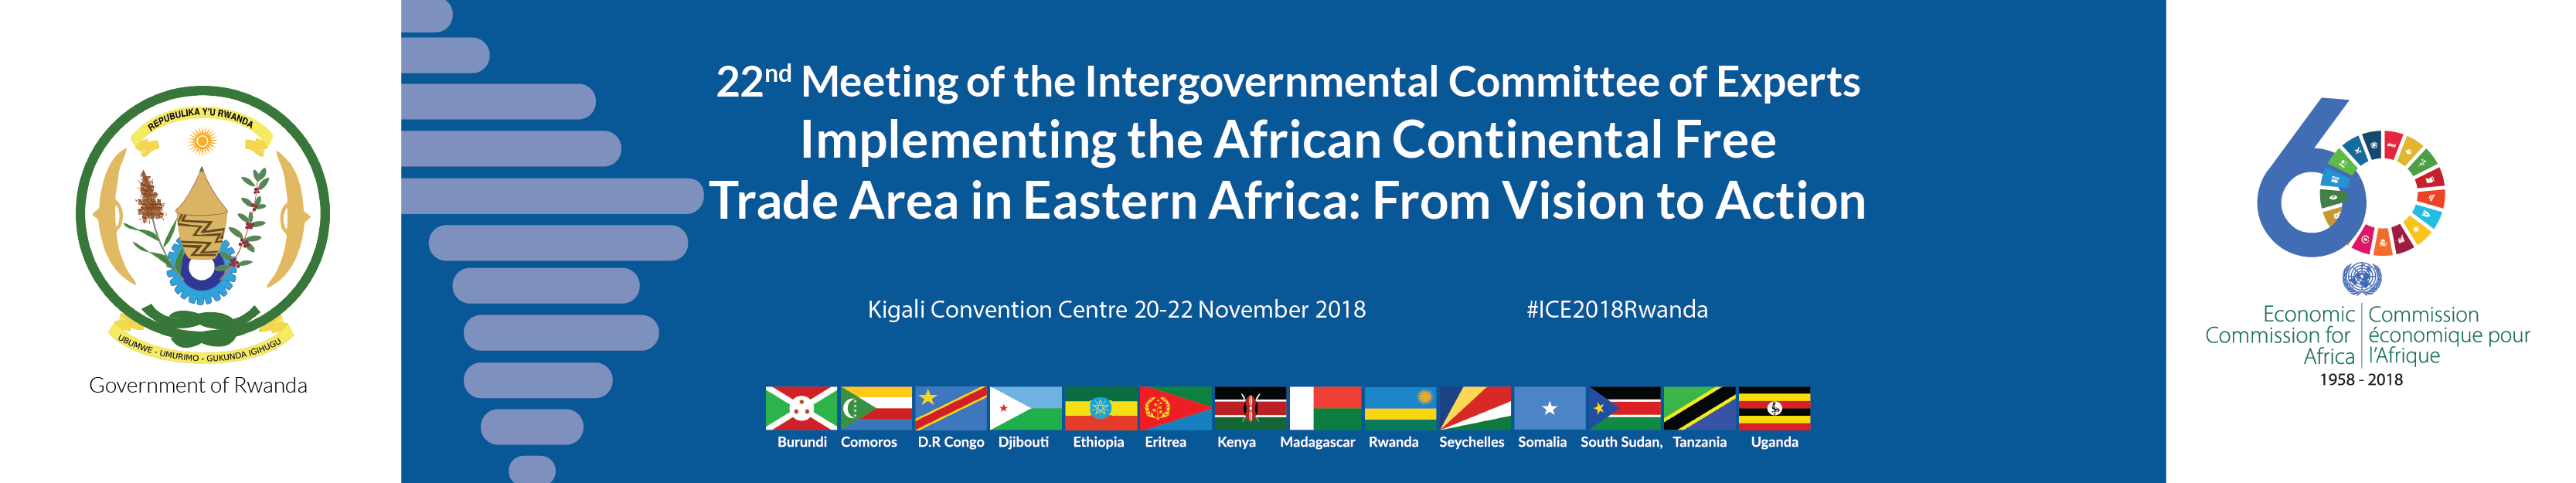 REPUBULIKA Y'U RWANDA
UBUMWE - UMURIMO - GUKUNDA IGIHUGU
Government of Rwanda
22nd Meeting of the Intergovernmental Committee of Experts
Implementing the African Continental Free
Trade Area in Eastern Africa: From Vision to Action
Kigali Convention Centre 20-22 November 2018 #ICE2018Rwanda
Burundi Comoros D.R Congo Djibouti Ethiopia Eritrea Kenya Madagascar Rwanda Seychelles Somalia South Sudan, Tanzania Uganda
60
Economic
Commission for
Africa
Commission
économique pour
l'Afrique
1958 - 2018